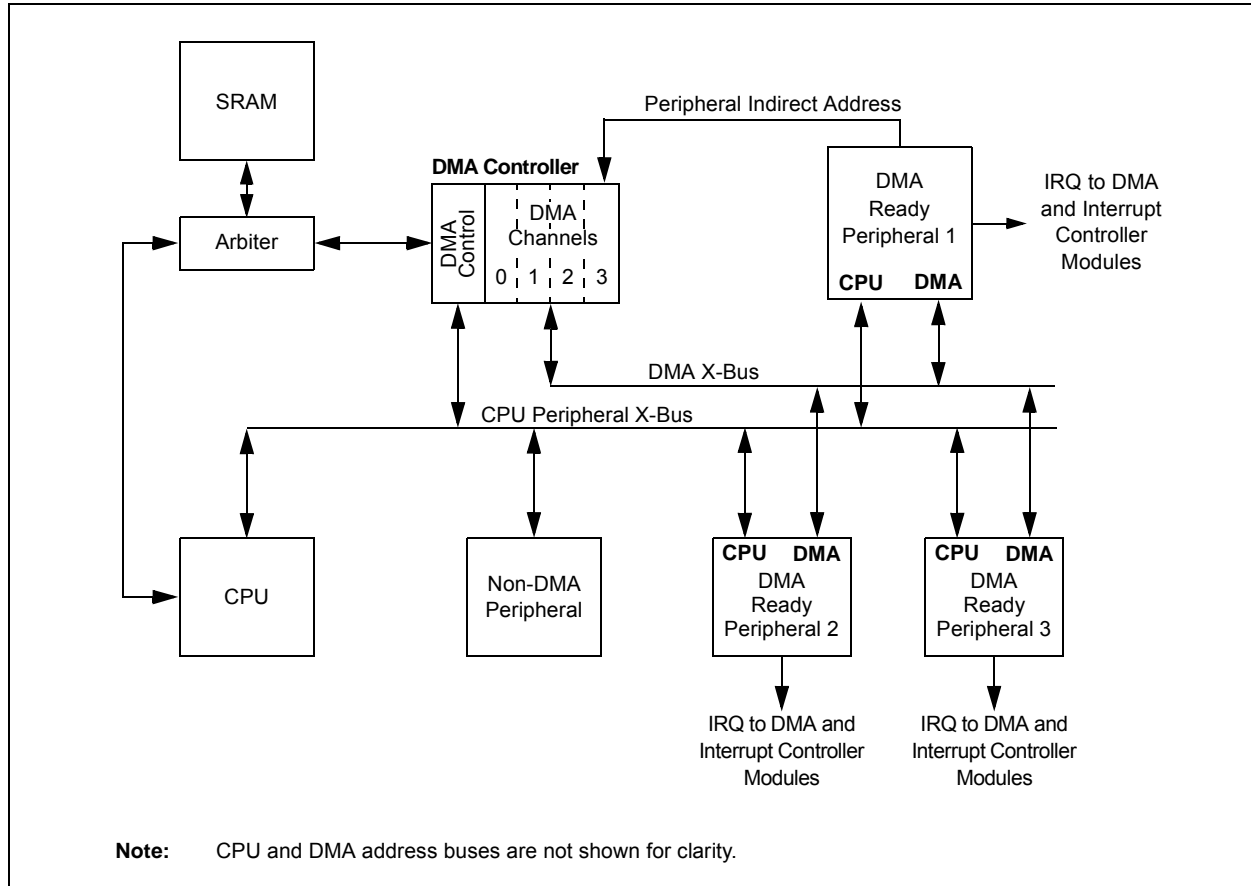 SRAM
Peripheral Indirect Address
DMA Controller
DMA
Control
DMA
Channels
0 1 2 3
Arbiter
DMA
Ready
Peripheral 1
CPU DMA
IRQ to DMA
and Interrupt
Controller
Modules
DMA X-Bus
CPU Peripheral X-Bus
CPU
Non-DMA
Peripheral
CPU DMA
DMA
Ready
Peripheral 2
CPU DMA
DMA
Ready
Peripheral 3
IRQ to DMA and
Interrupt Controller
Modules
IRQ to DMA and
Interrupt Controller
Modules
Note: CPU and DMA address buses are not shown for clarity.